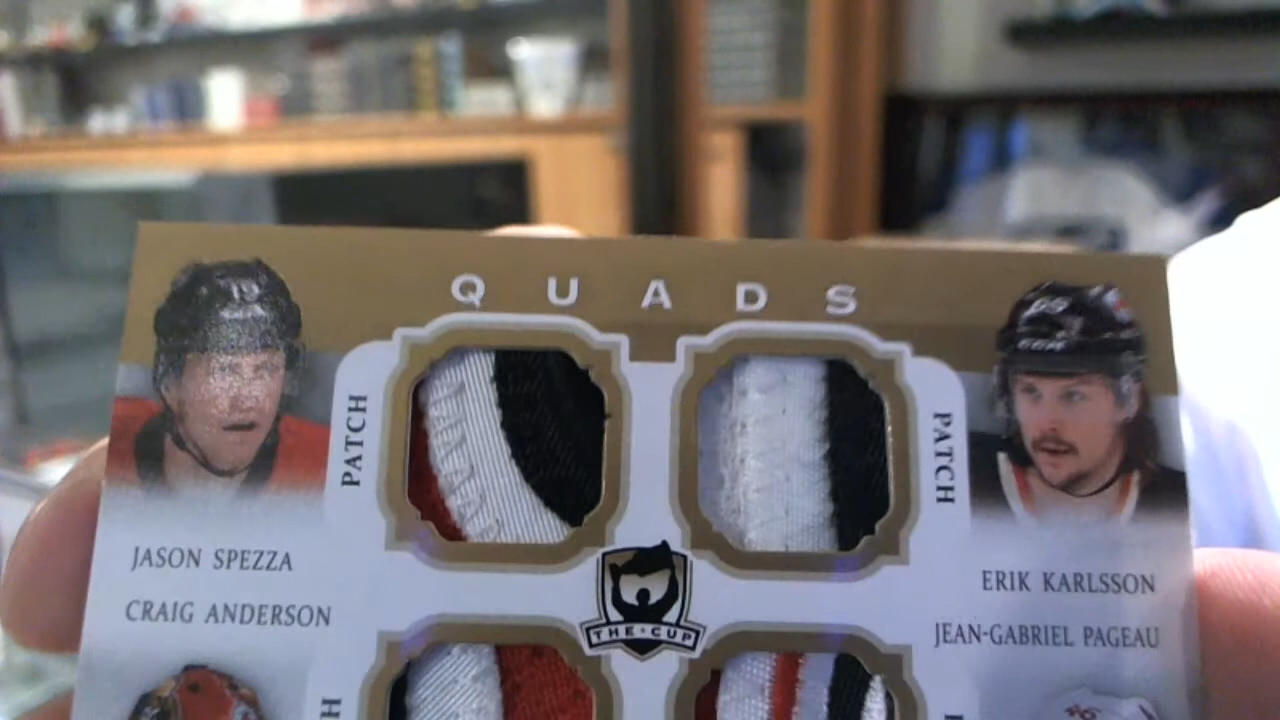 QUADS
PATCH
PATCH
JASON SPEZZA
CRAIG ANDERSON
ERIK KARLSSON
JEAN-GABRIEL PAGEAU
THE CUP
H